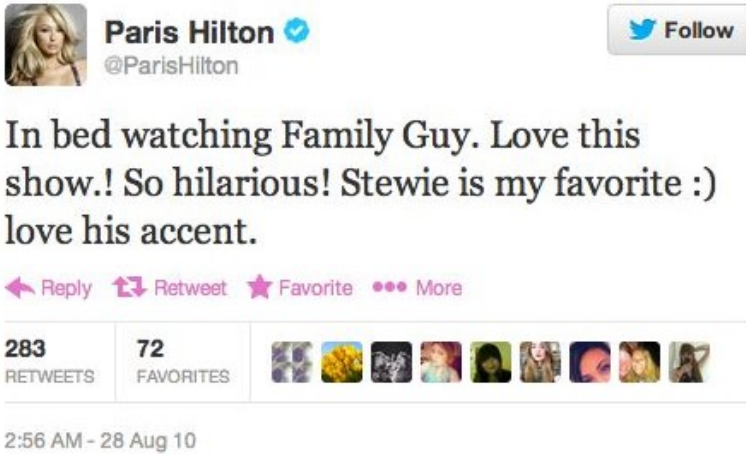 Paris Hilton
Follow
@ParisHilton
In bed watching Family Guy. Love this
show.! So hilarious! Stewie is my favorite :)
love his accent.
Reply Retweet Favorite More
283 72
RETWEETS FAVORITES
2:56 AM - 28 Aug 10